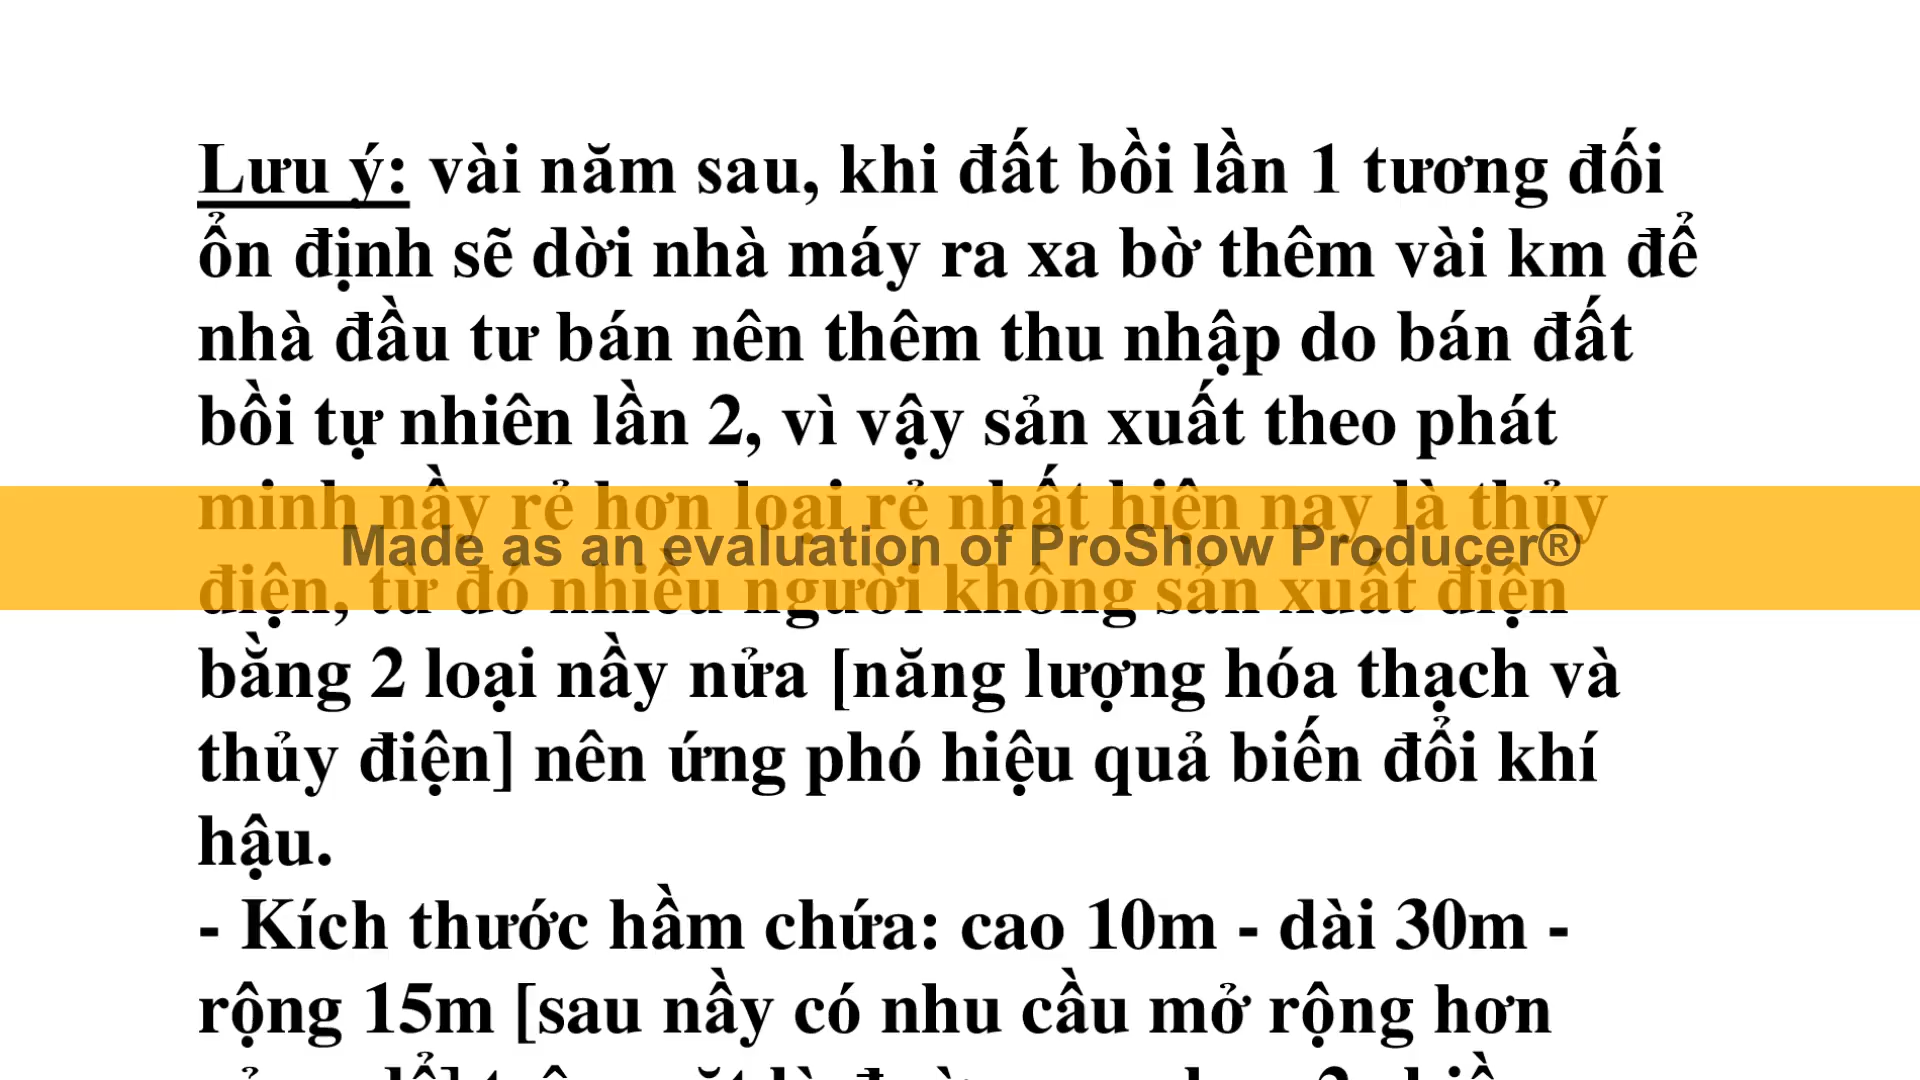 Lưu ý: vài năm sau, khi đất bồi lần 1 tương đối
ổn định sẽ dời nhà máy ra xa bờ thêm vài km để
nhà đầu tư bán nên thêm thu nhập do bán đất
bồi tự nhiên lần 2, vì vậy sản xuất theo phát
minh nầy rẻ hơn loại rẻ nhất hiện nay là thủy
Made as an evaluation of ProShow Producer®
điện, từ đó nhiều người không sản xuất điện
bằng 2 loại nầy nửa [năng lượng hóa thạch và
thủy điện] nên ứng phó hiệu quả biến đổi khí
hậu.
- Kích thước hầm chứa: cao 10m - dài 30m -
rộng 15m [sau nầy có nhu cầu mở rộng hơn